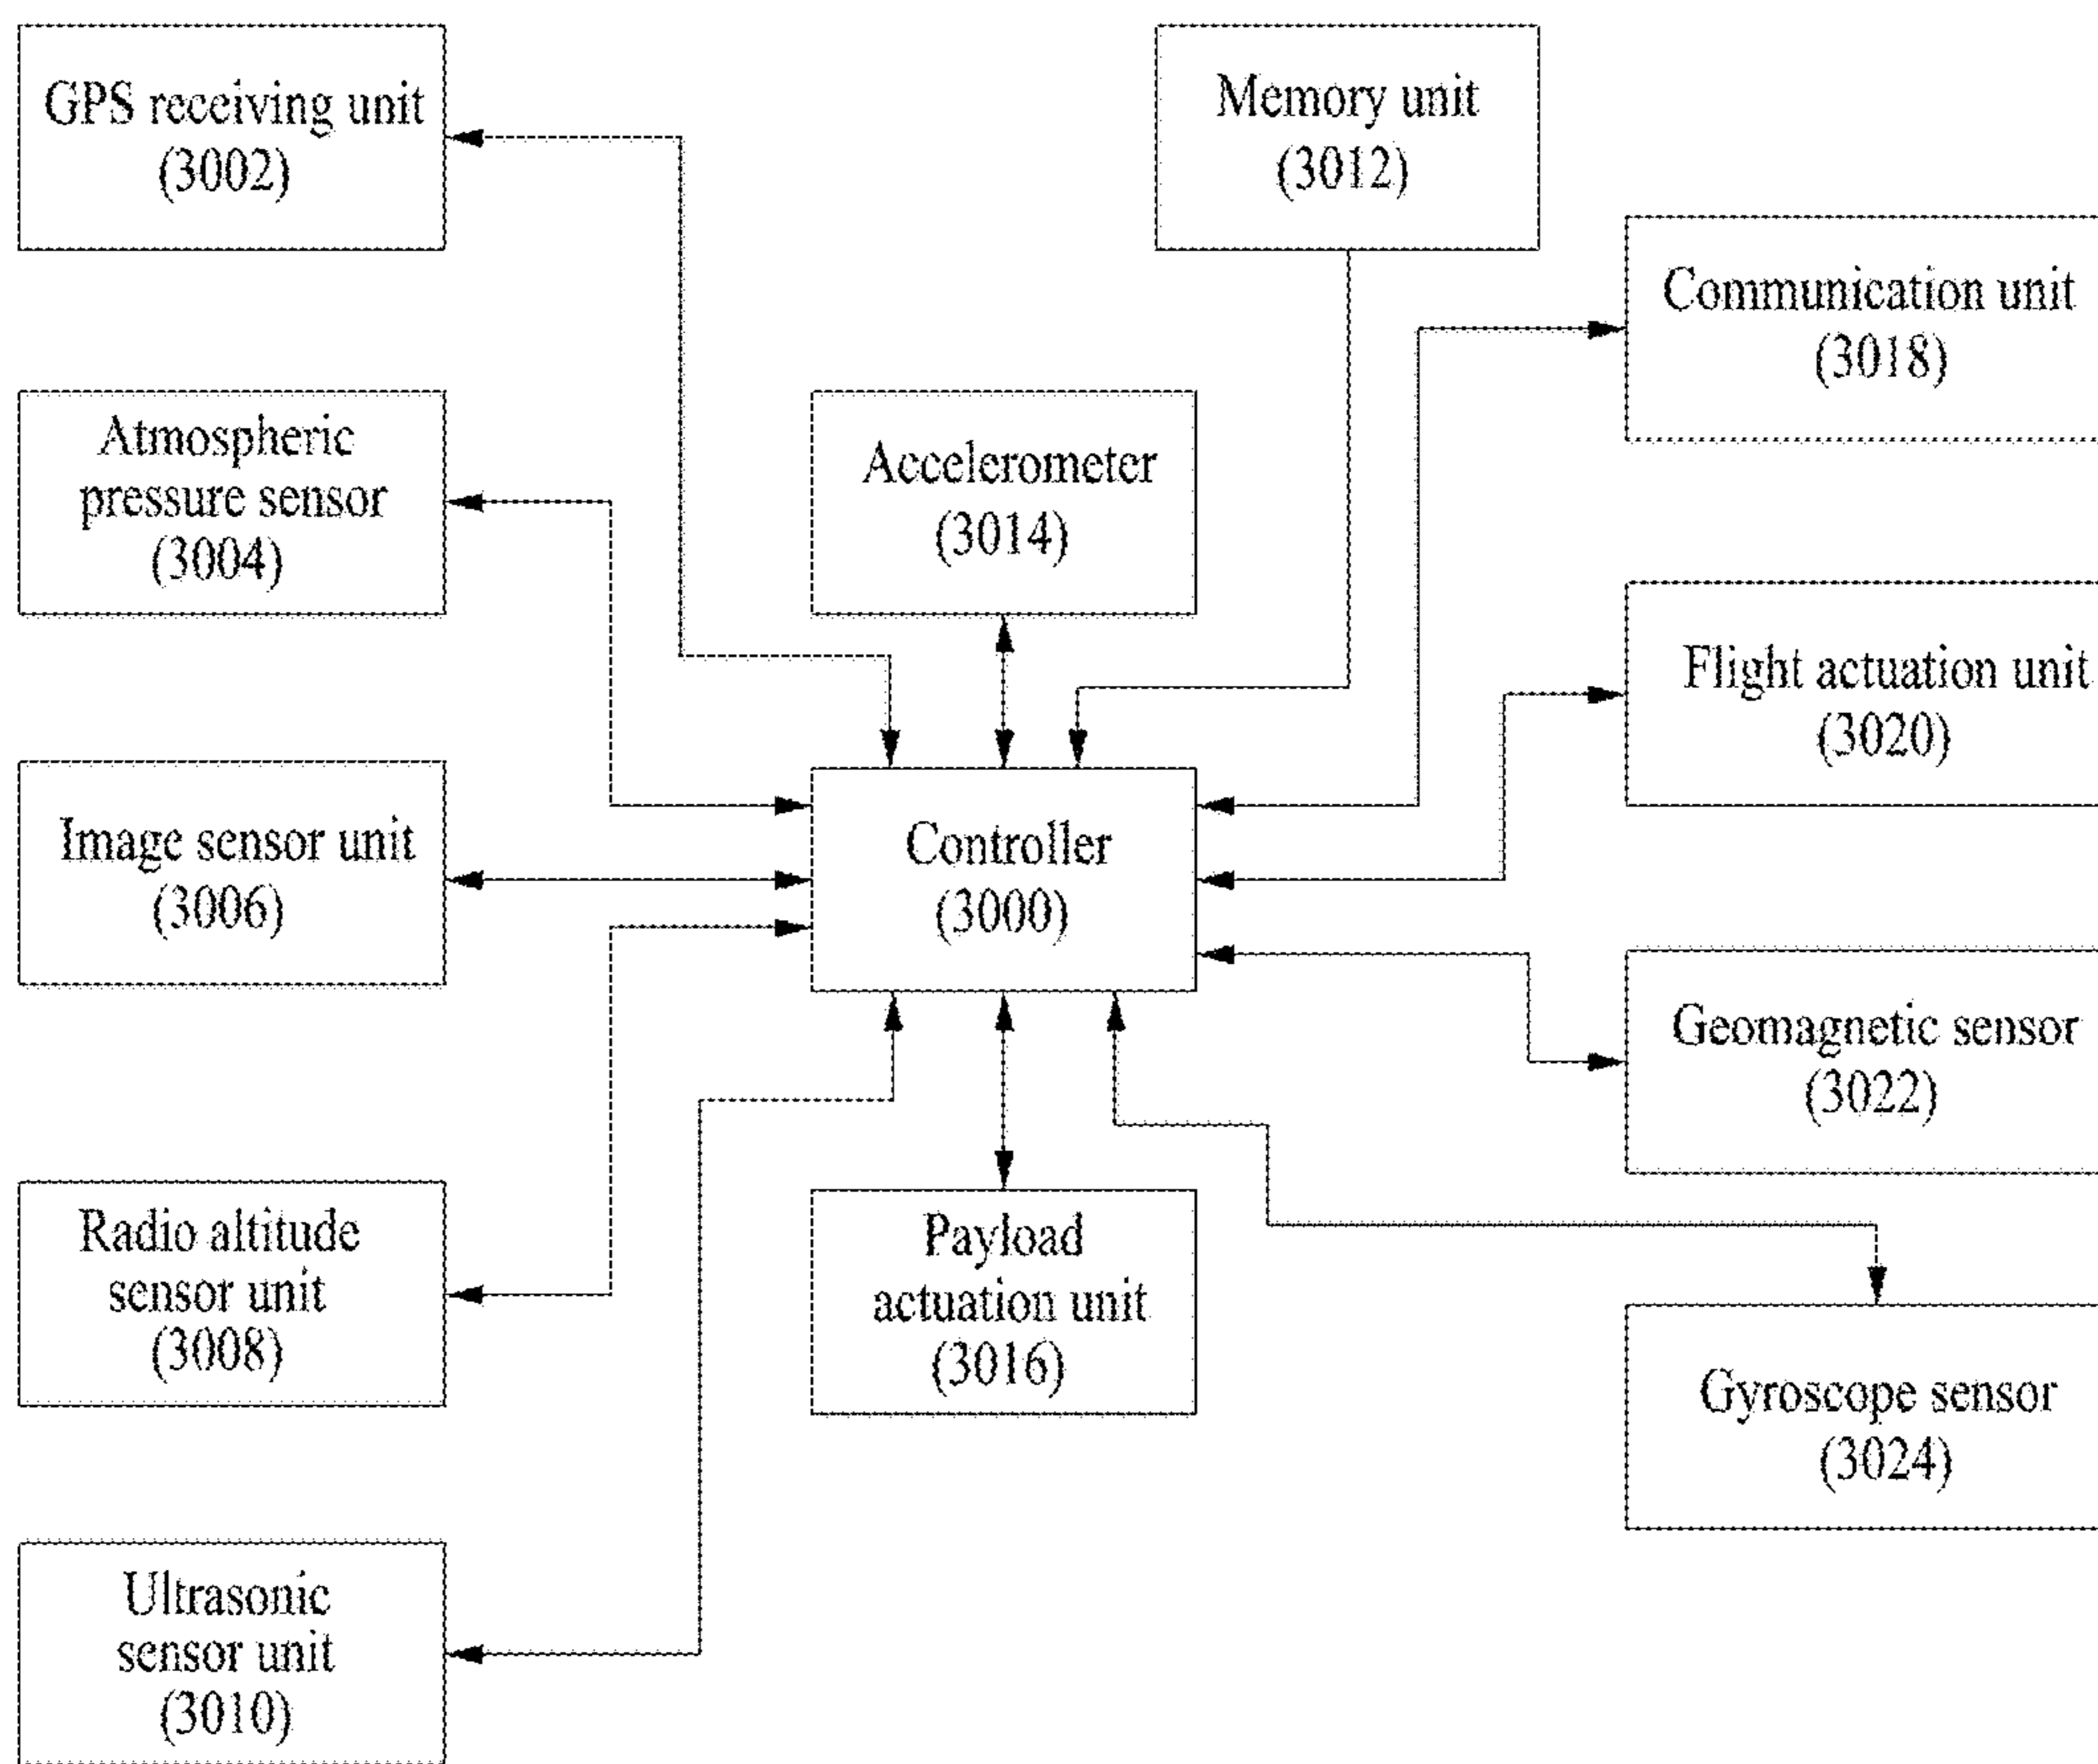 GPS receiving unit
(3002)
Memory unit
(3012)
Communication unit
(3018)
Atmospheric
pressure sensor
(3004)
Accelerometer
(3014)
Flight actuation unit
(3020)
Image sensor unit
(3006)
Controller
(3000)
Geomagnetic sensor
(3022)
Radio altitude
sensor unit
(3008)
Payload
actuation unit
(3016)
Gyroscope sensor
(3024)
Ultrasonic
sensor unit
(3010)